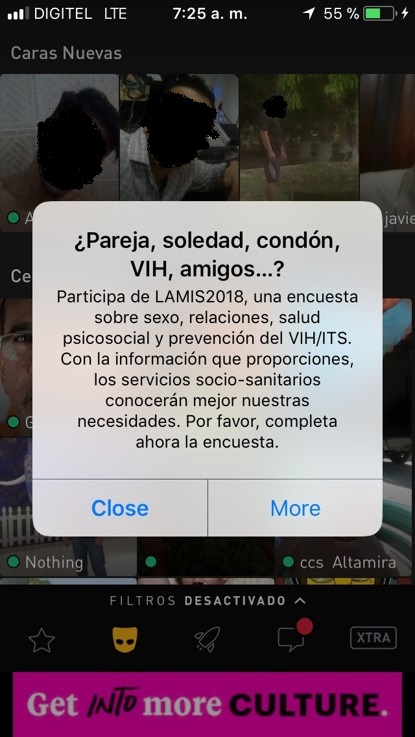 DIGITEL LTE 7:25 a. m. 55 %
Caras Nuevas
A
javie
¿Pareja, soledad, condón,
VIH, amigos...?
Participa de LAMIS2018, una encuesta
sobre sexo, relaciones, salud
psicosocial y prevención del VIH/ITS.
Con la información que proporciones,
los servicios socio-sanitarios
conocerán mejor nuestras
necesidades. Por favor, completa
ahora la encuesta.
Ce
G
Close More
Nothing
ccs Altamira
FILTROS DESACTIVADO
XTRA
Get INTO more CULTURE.